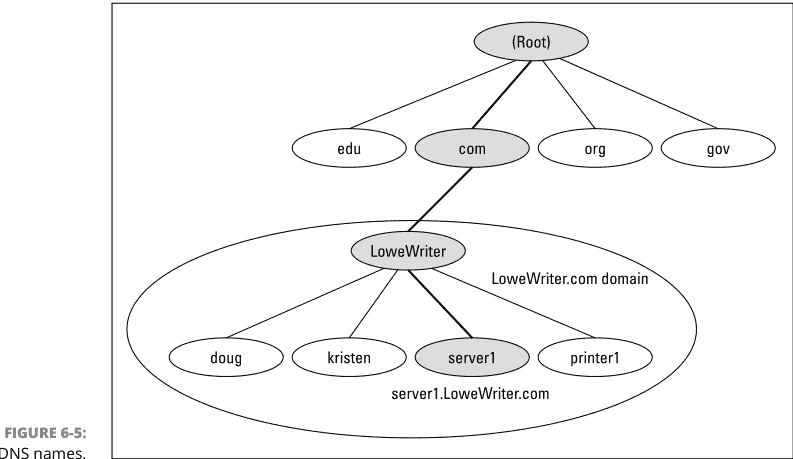 (Root)
edu com org gov
LoweWriter
LoweWriter.com domain
doug kristen server1 printer1
server1.LoweWriter.com
FIGURE 6-5:
DNS names.